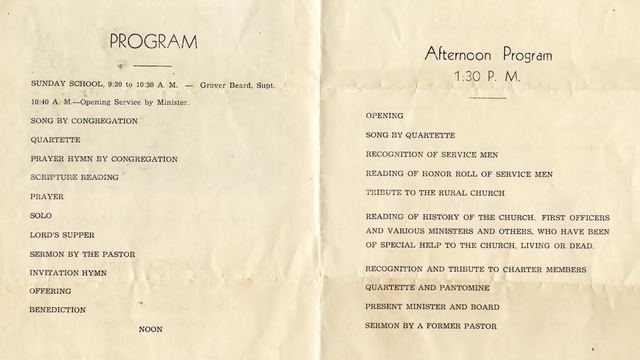 PROGRAM
SUNDAY SCHOOL, 9:30 to 10:30 A. M. — Grover Beard, Supt.
10:40 A. M.—Opening Service by Minister.
SONG BY CONGREGATION
QUARTETTE
PRAYER HYMN BY CONGREGATION
SCRIPTURE READING
PRAYER
SOLO
LORD'S SUPPER
SERMON BY THE PASTOR
INVITATION HYMN
OFFERING
BENEDICTION
NOON
Afternoon Program
1:30 P. M.
OPENING
SONG BY QUARTETTE
RECOGNITION OF SERVICE MEN
READING OF HONOR ROLL OF SERVICE MEN
TRIBUTE TO THE RURAL CHURCH
READING OF HISTORY OF THE CHURCH. FIRST OFFICERS
AND VARIOUS MINISTERS AND OTHERS, WHO HAVE BEEN
OF SPECIAL HELP TO THE CHURCH, LIVING OR DEAD.
RECOGNITION AND TRIBUTE TO CHARTER MEMBERS
QUARTETTE AND PANTOMINE
PRESENT MINISTER AND BOARD
SERMON BY A FORMER PASTOR